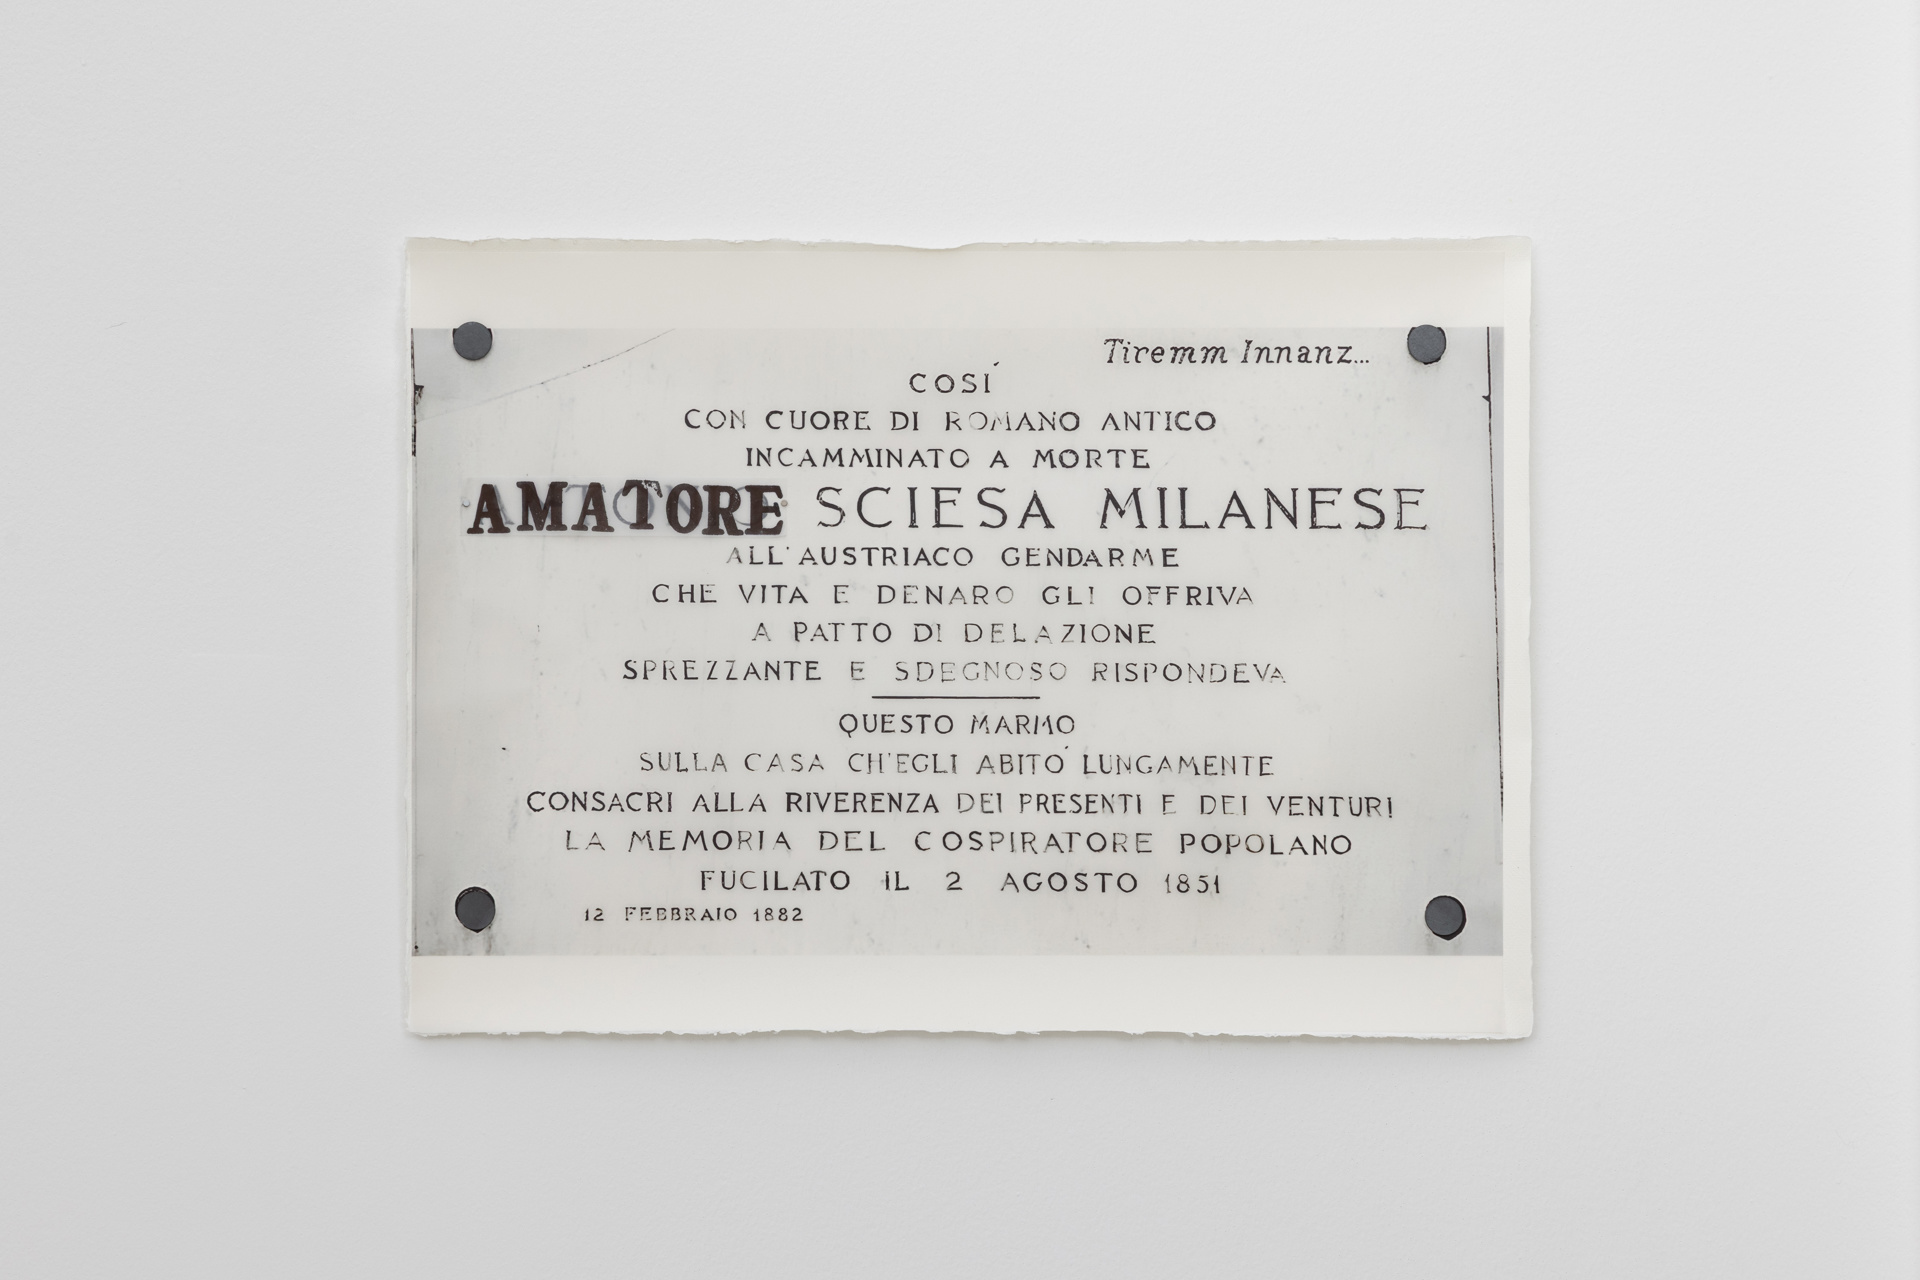 Tiremm Innanz...
COSÌ
CON CUORE DI ROMANO ANTICO
INCAMMINATO A MORTE
AMATORE SCIESA MILANESE
ALL'AUSTRIACO GENDARME
CHE VITA E DENARO GLI OFFRIVA
A PATTO DI DELAZIONE
SPREZZANTE E SDEGNOSO RISPONDEVA
QUESTO MARMO
SULLA CASA CH'EGLI ABITÒ LUNGAMENTE
CONSACRI ALLA RIVERENZA DEI PRESENTI E DEI VENTURI
LA MEMORIA DEL COSPIRATORE POPOLANO
FUCILATO IL 2 AGOSTO 1851
12 FEBBRAIO 1882